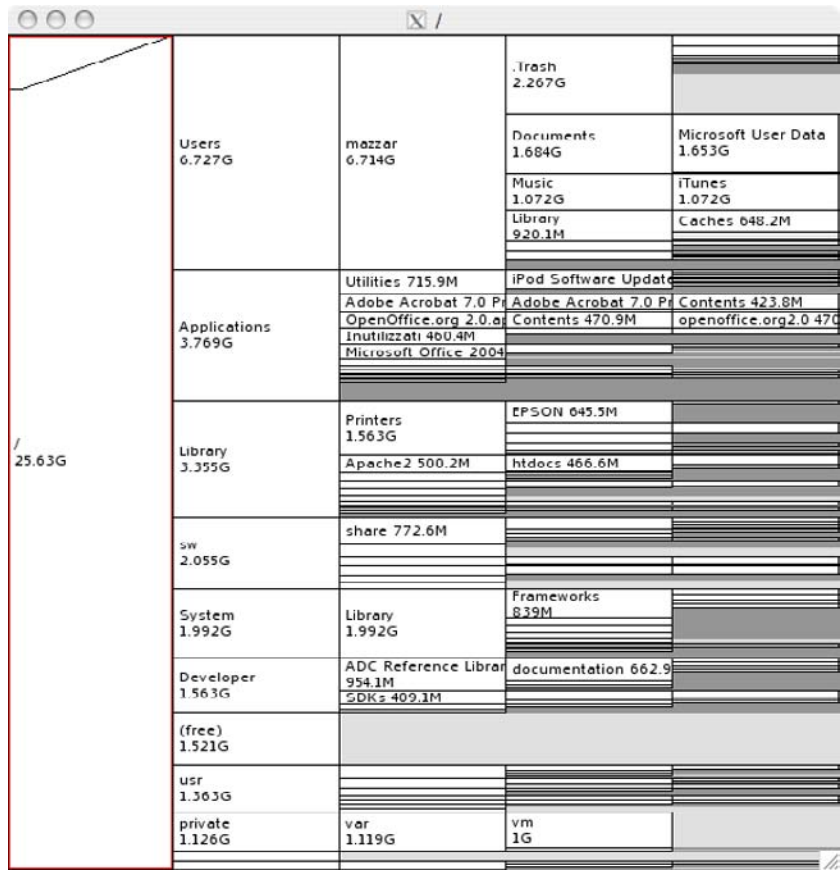 X /
/
25.63G
Users
6.727G
mazzar
6.714G
.Trash
2.267G
Documents
1.684G
Microsoft User Data
1.653G
Music
1.072G
iTunes
1.072G
Library
920.1M
Caches 648.2M
Applications
3.769G
Utilities 715.9M
iPod Software Update
Adobe Acrobat 7.0 Pr
Adobe Acrobat 7.0 Pr
Contents 423.8M
OpenOffice.org 2.0.ap
Contents 470.9M
openoffice.org2.0 470
Inutilizzati 460.4M
Microsoft Office 2004
Library
3.355G
Printers
1.563G
EPSON 645.5M
Apache2 500.2M
htdocs 466.6M
sw
2.055G
share 772.6M
System
1.992G
Library
1.992G
Frameworks
839M
Developer
1.563G
ADC Reference Librar
954.1M
documentation 662.9
SDKs 409.1M
(free)
1.521G
usr
1.363G
private
1.126G
var
1.119G
vm
1G